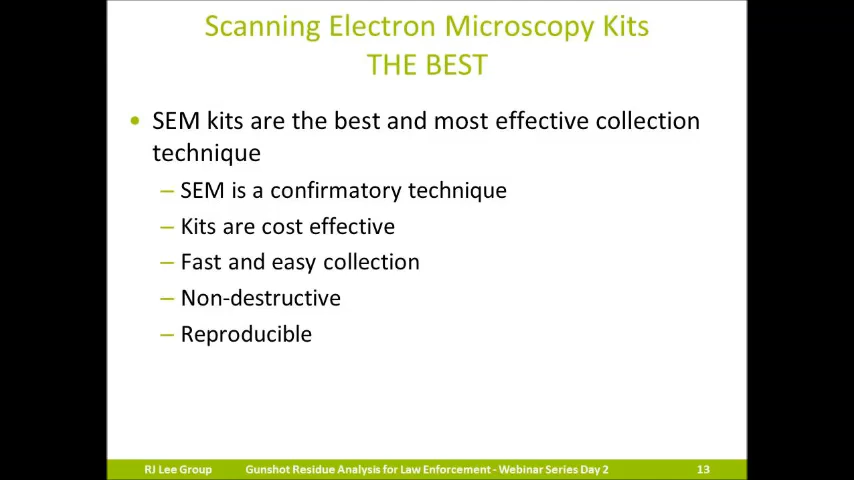 Scanning Electron Microscopy Kits
THE BEST
• SEM kits are the best and most effective collection
technique
– SEM is a confirmatory technique
– Kits are cost effective
– Fast and easy collection
– Non-destructive
– Reproducible
RJ Lee Group Gunshot Residue Analysis for Law Enforcement - Webinar Series Day 2 13